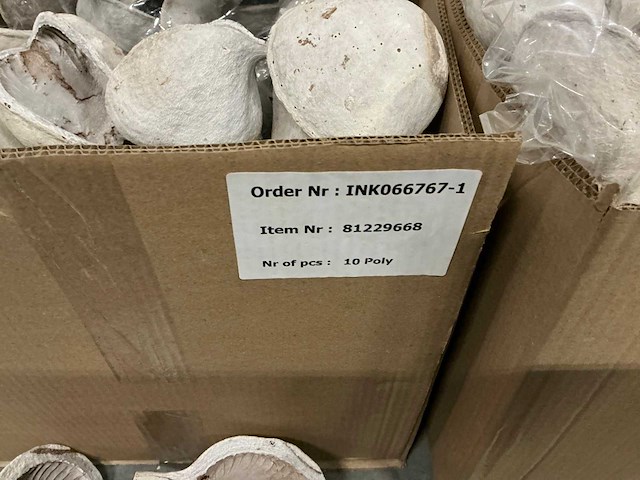 Order Nr : INK066767-1
Item Nr : 81229668
Nr of pcs : 10 Poly